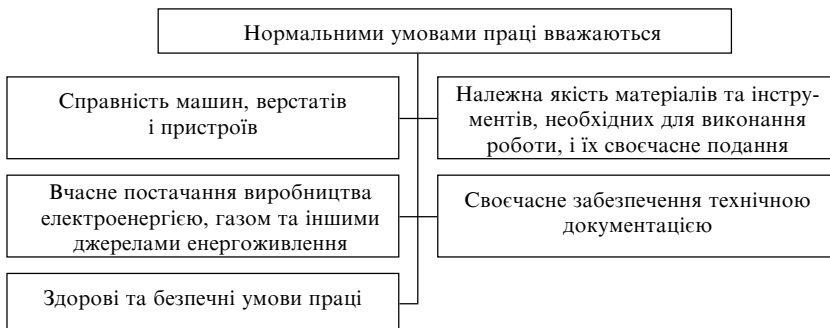 Нормальними умовами праці вважаються
Справність машин, верстатів
і пристроїв
Належна якість матеріалів та інстру-
ментів, необхідних для виконання
роботи, і їх своєчасне подання
Вчасне постачання виробництва
електроенергією, газом та іншими
джерелами енергоживлення
Своєчасне забезпечення технічною
документацією
Здорові та безпечні умови праці